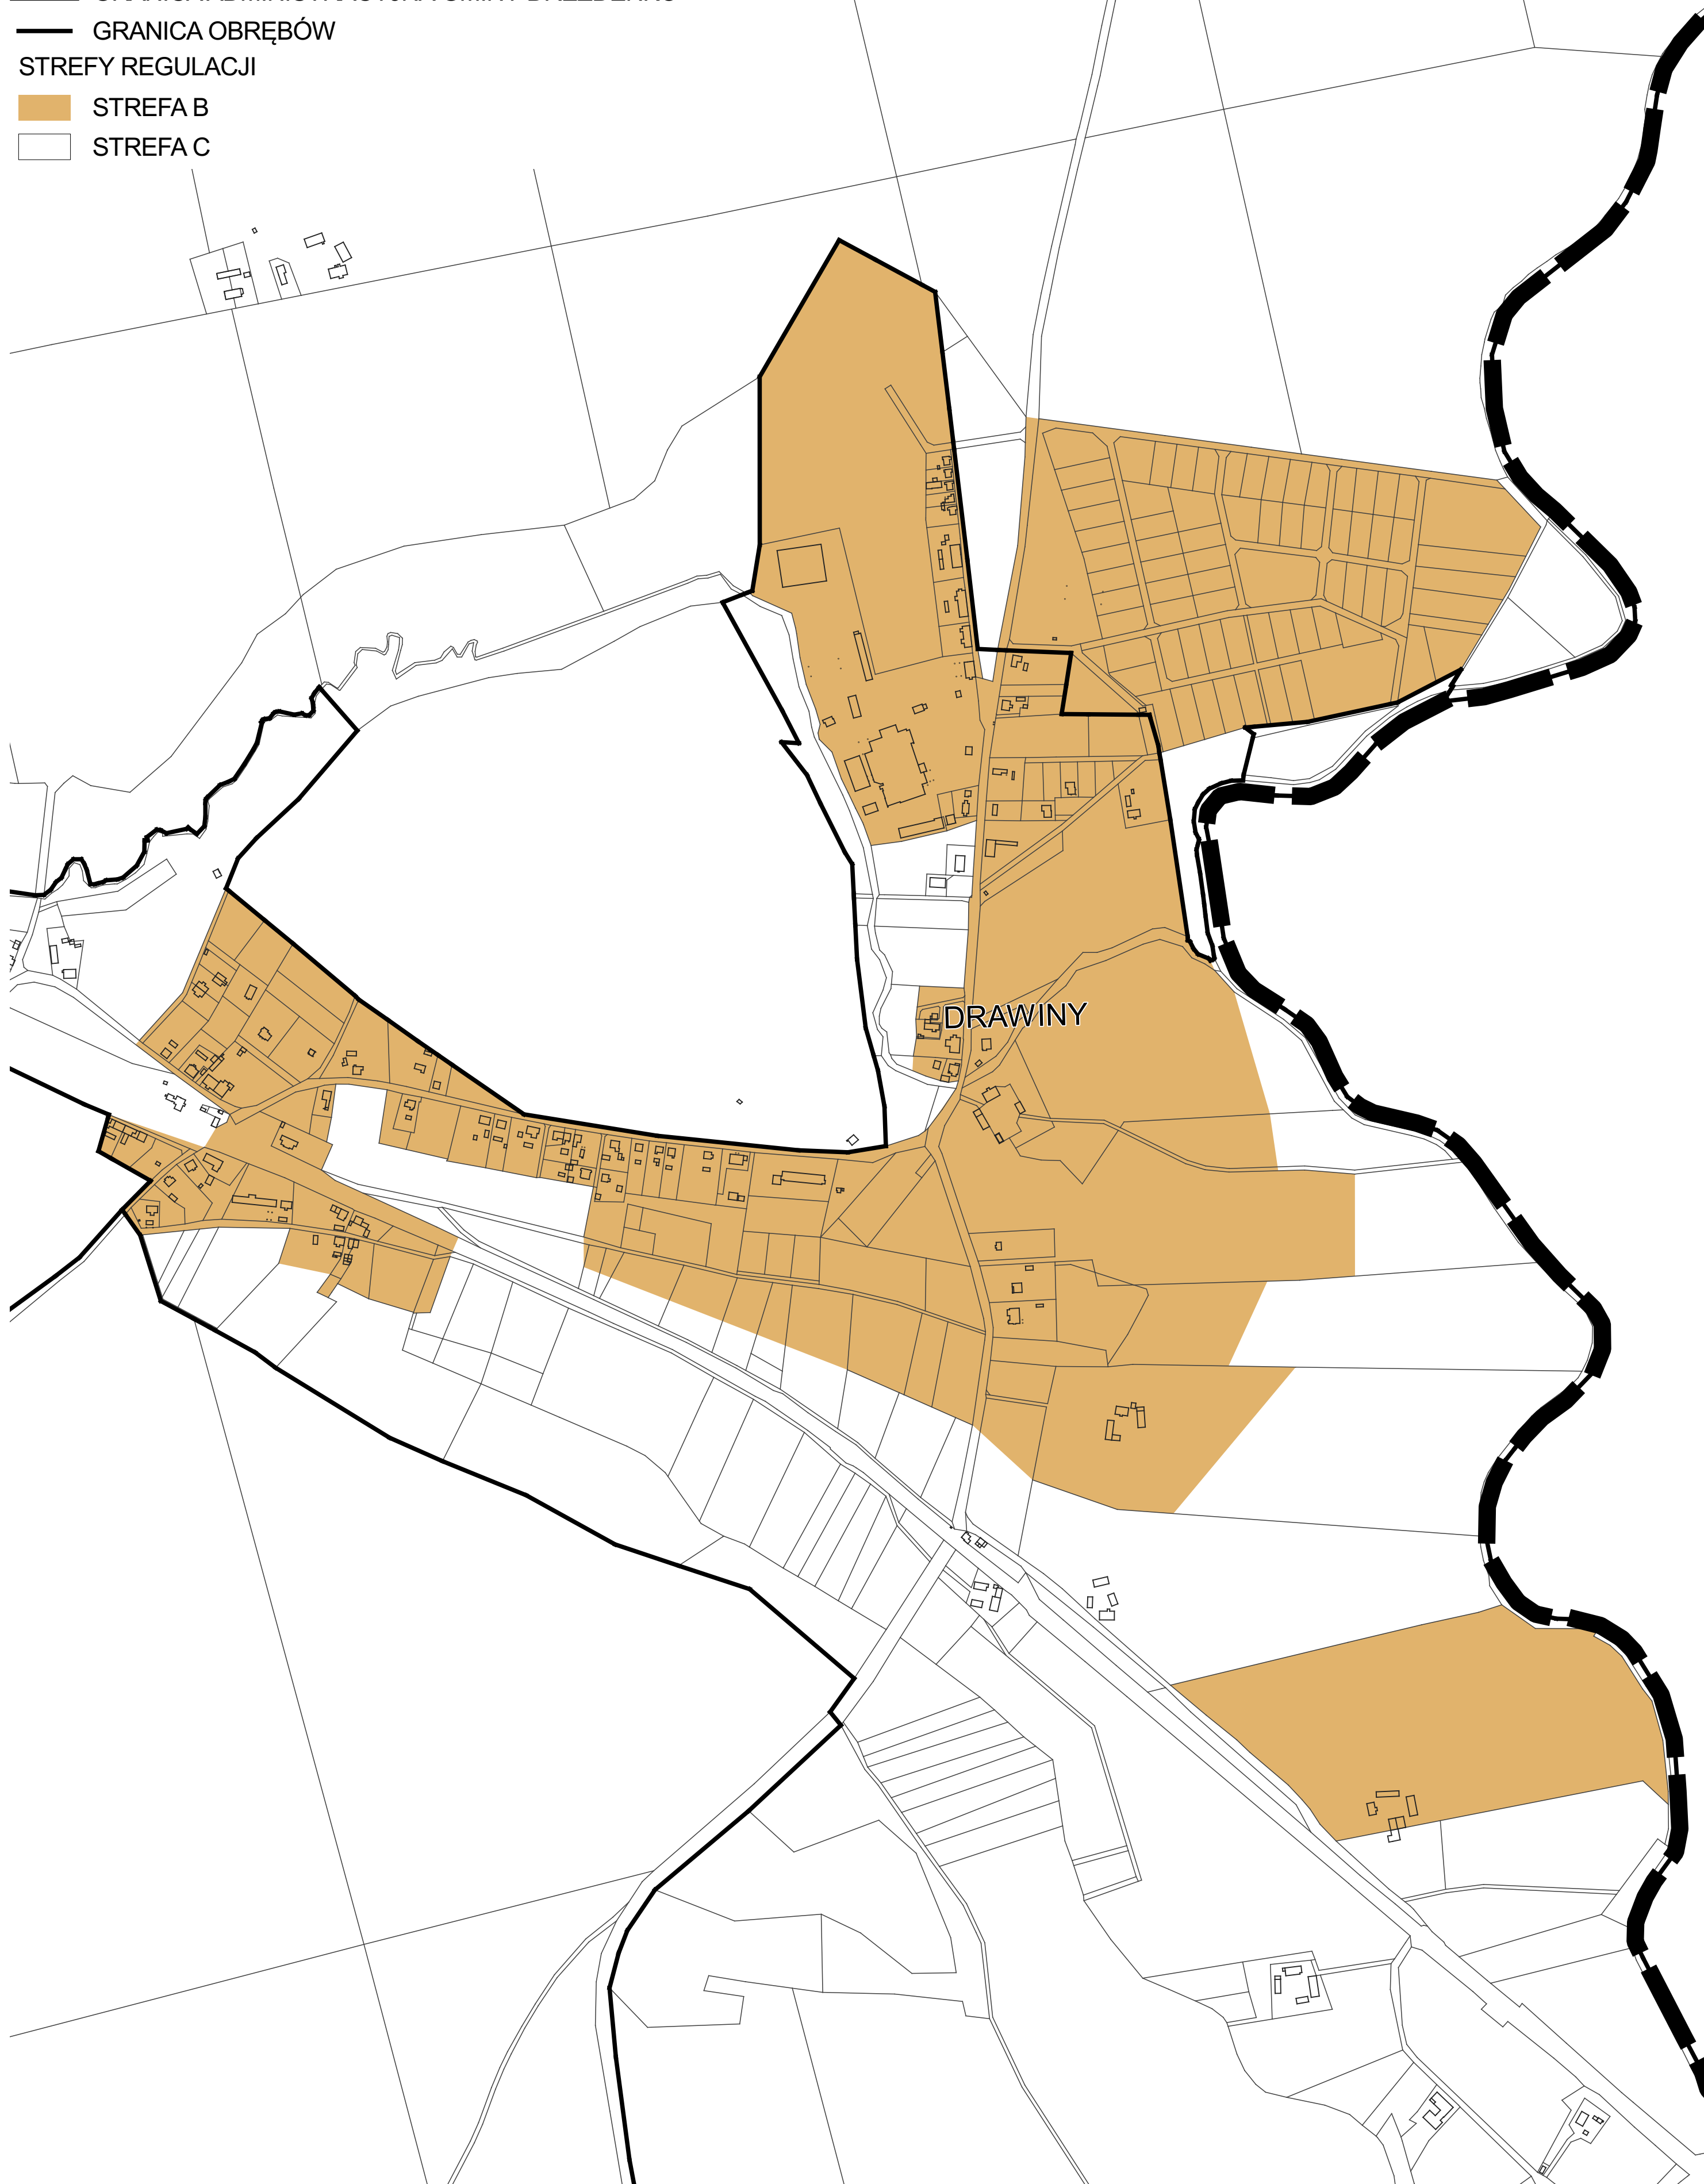 GRANICA OBRĘBÓW
STREFY REGULACJI
STREFA B
STREFA C
DRAWINY